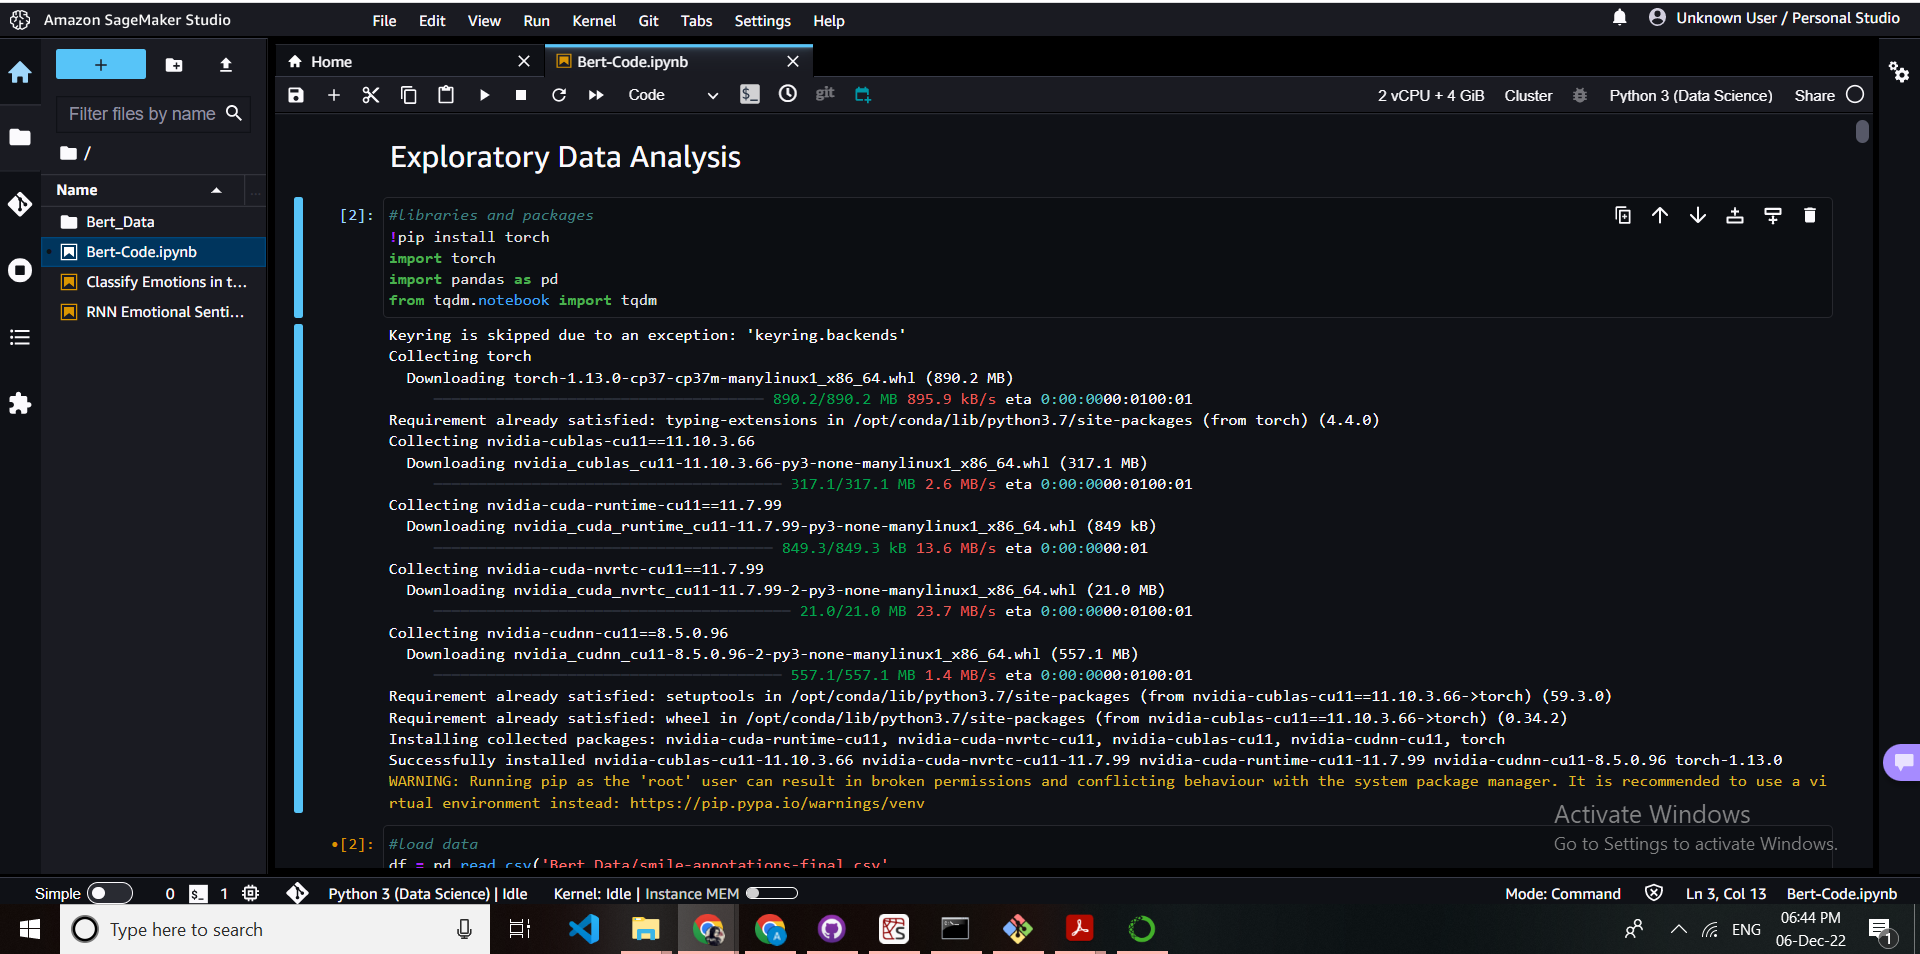 Amazon SageMaker Studio
File Edit View Run Kernel Git Tabs Settings Help
Unknown User / Personal Studio
+
Filter files by name
/
Name
Bert_Data
Bert-Code.ipynb
Classify Emotions in t...
RNN Emotional Senti...
Home
Bert-Code.ipynb
Code
git
2 vCPU + 4 GiB Cluster Python 3 (Data Science) Share
Exploratory Data Analysis
[2]: #libraries and packages
!pip install torch
import torch
import pandas as pd
from tqdm.notebook import tqdm
Keyring is skipped due to an exception: 'keyring.backends'
Collecting torch
Downloading torch-1.13.0-cp37-cp37m-manylinux1_x86_64.whl (890.2 MB)
890.2/890.2 MB 895.9 kB/s eta 0:00:0000:0100:01
Requirement already satisfied: typing-extensions in /opt/conda/lib/python3.7/site-packages (from torch) (4.4.0)
Collecting nvidia-cublas-cu11==11.10.3.66
Downloading nvidia_cublas_cu11-11.10.3.66-py3-none-manylinux1_x86_64.whl (317.1 MB)
317.1/317.1 MB 2.6 MB/s eta 0:00:0000:0100:01
Collecting nvidia-cuda-runtime-cu11==11.7.99
Downloading nvidia_cuda_runtime_cu11-11.7.99-py3-none-manylinux1_x86_64.whl (849 kB)
849.3/849.3 kB 13.6 MB/s eta 0:00:0000:01
Collecting nvidia-cuda-nvrtc-cu11==11.7.99
Downloading nvidia_cuda_nvrtc_cu11-11.7.99-2-py3-none-manylinux1_x86_64.whl (21.0 MB)
21.0/21.0 MB 23.7 MB/s eta 0:00:0000:0100:01
Collecting nvidia-cudnn-cu11==8.5.0.96
Downloading nvidia_cudnn_cu11-8.5.0.96-2-py3-none-manylinux1_x86_64.whl (557.1 MB)
557.1/557.1 MB 1.4 MB/s eta 0:00:0000:0100:01
Requirement already satisfied: setuptools in /opt/conda/lib/python3.7/site-packages (from nvidia-cublas-cu11==11.10.3.66->torch) (59.3.0)
Requirement already satisfied: wheel in /opt/conda/lib/python3.7/site-packages (from nvidia-cublas-cu11==11.10.3.66->torch) (0.34.2)
Installing collected packages: nvidia-cuda-runtime-cu11, nvidia-cuda-nvrtc-cu11, nvidia-cublas-cu11, nvidia-cudnn-cu11, torch
Successfully installed nvidia-cublas-cu11-11.10.3.66 nvidia-cuda-nvrtc-cu11-11.7.99 nvidia-cuda-runtime-cu11-11.7.99 nvidia-cudnn-cu11-8.5.0.96 torch-1.13.0
WARNING: Running pip as the 'root' user can result in broken permissions and conflicting behaviour with the system package manager. It is recommended to use a vi
rtual environment instead: https://pip.pypa.io/warnings/venv
Activate Windows
Go to Settings to activate Windows.
•[2]: #load data
df = pd.read_csv('Bert_Data/smile-annotations-final.csv',
Simple 0 $_ 1 Python 3 (Data Science) | Idle Kernel: Idle | Instance MEM Mode: Command Ln 3, Col 13 Bert-Code.ipynb
Type here to search
ENG
06:44 PM
06-Dec-22
1